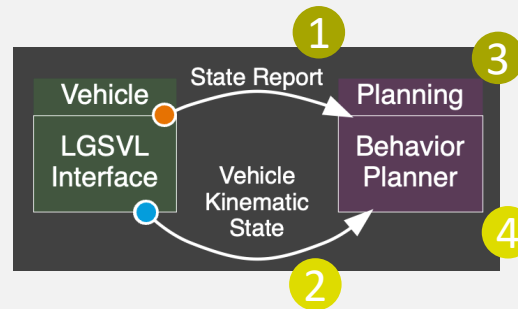 1
3
State Report
Vehicle
Planning
LGSVL
Interface
Behavior
Planner
Vehicle
Kinematic
State
4
2